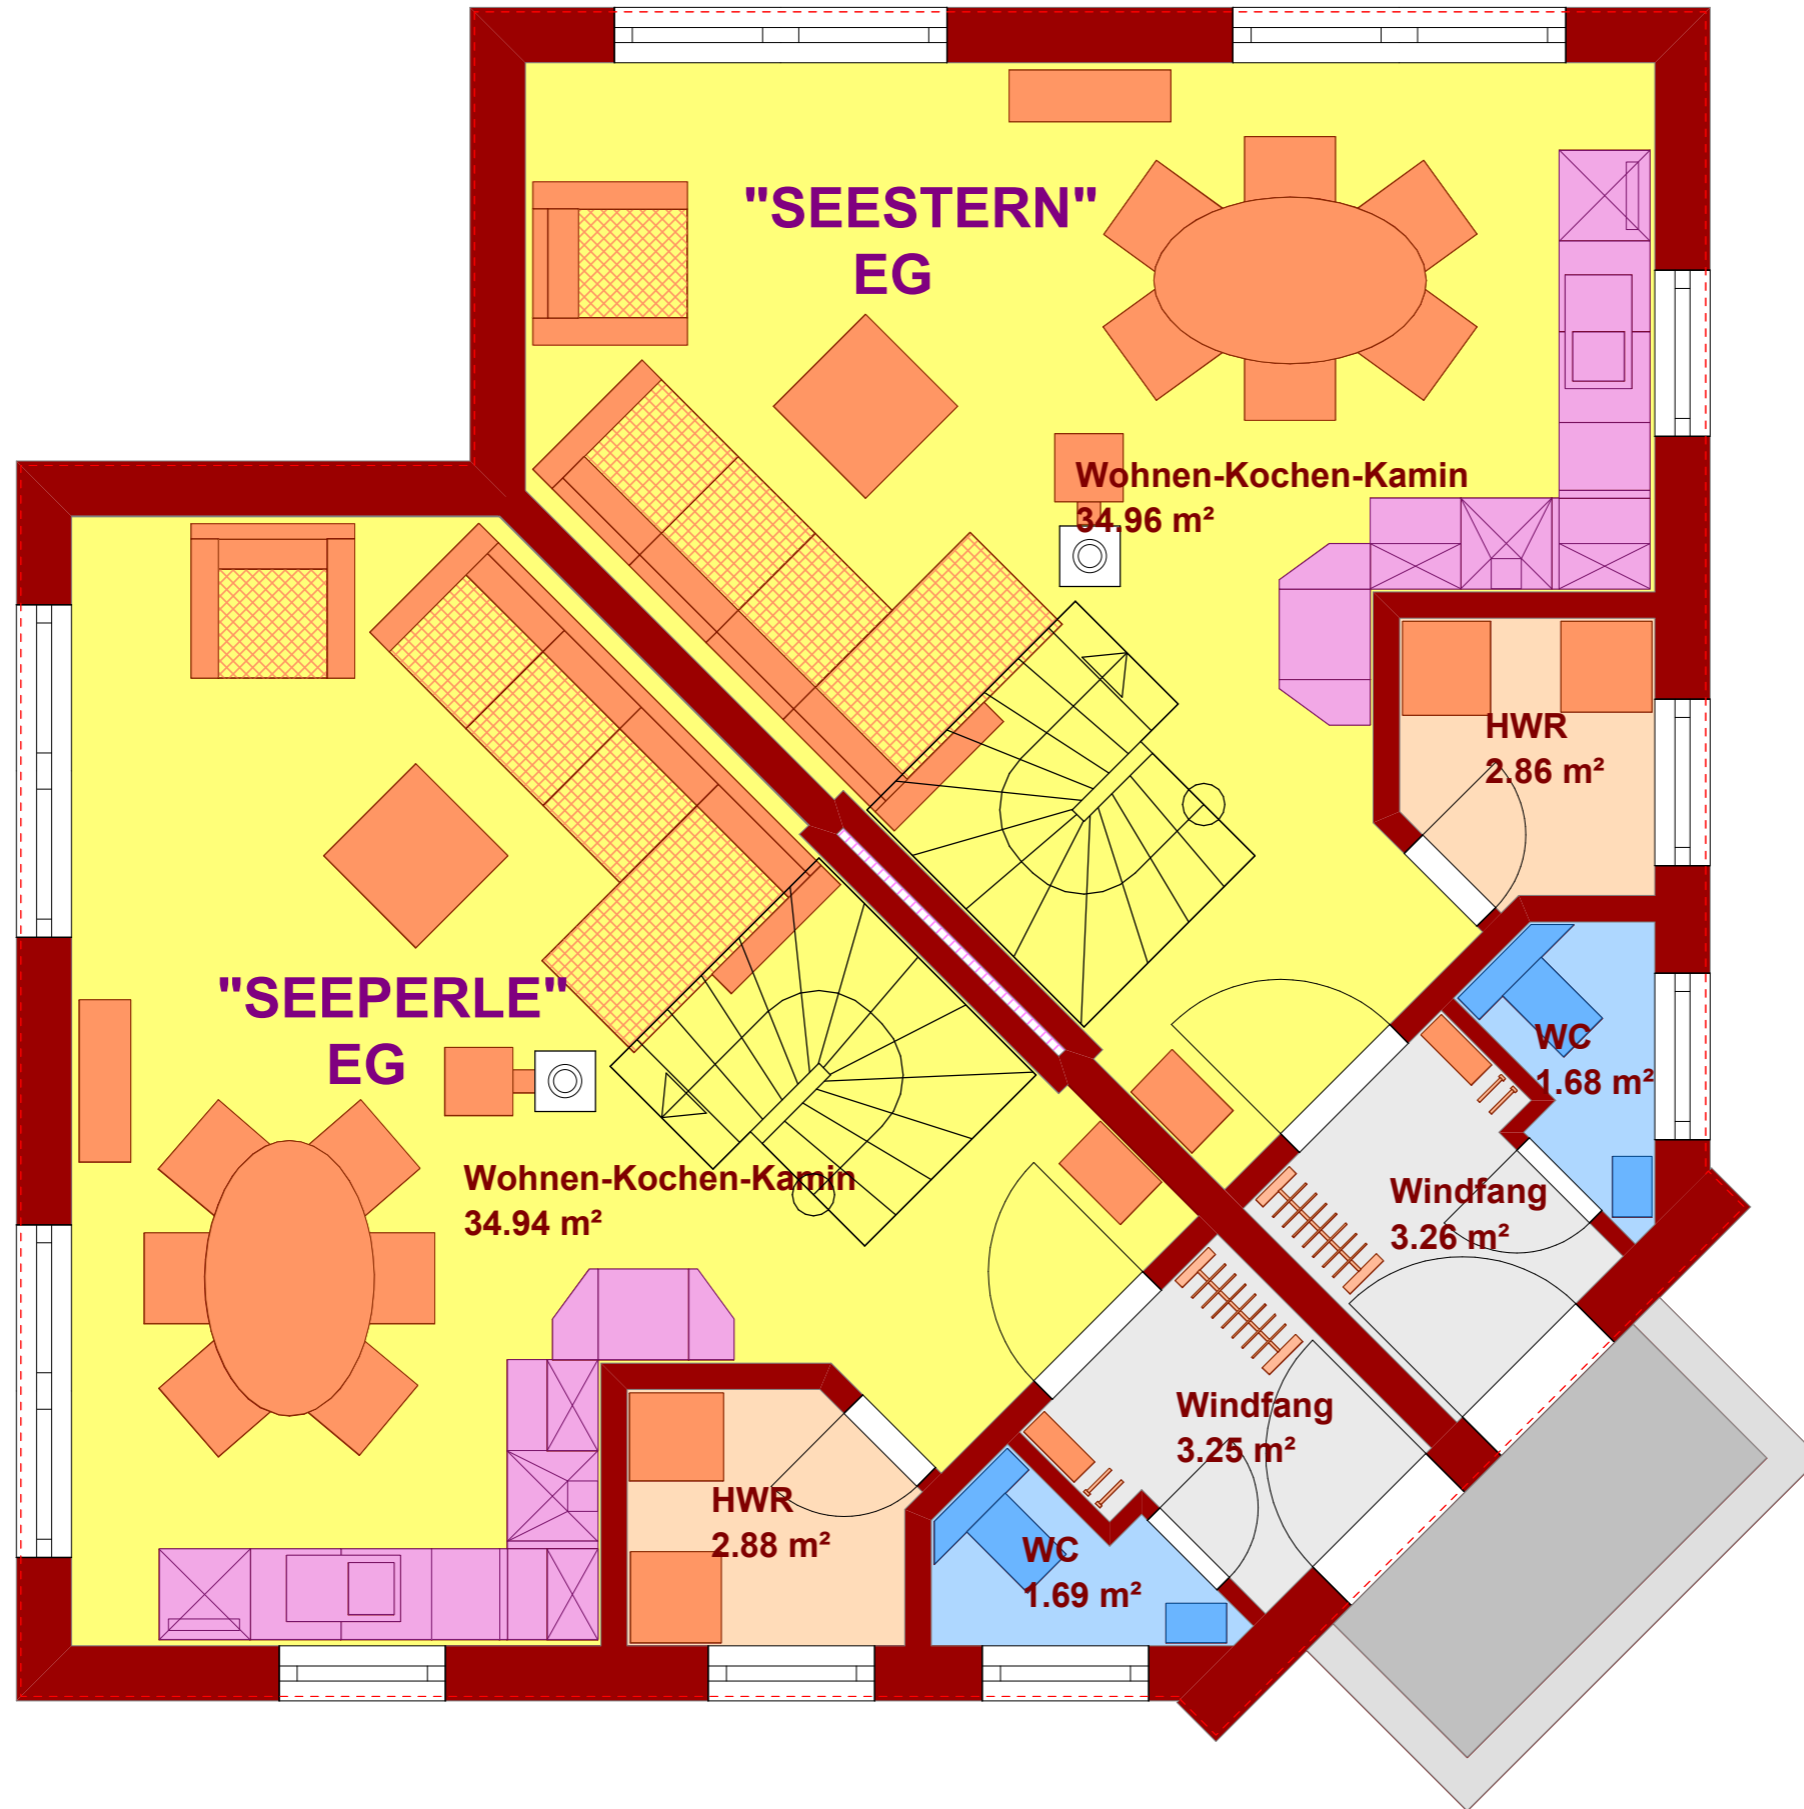 "SEESTERN"
EG
Wohnen-Kochen-Kamin
34.96 m²
HWR
2.86 m²
WC
1.68 m²
Windfang
3.26 m²
"SEEPERLE"
EG
Wohnen-Kochen-Kamin
34.94 m²
Windfang
3.25 m²
HWR
2.88 m²
WC
1.69 m²